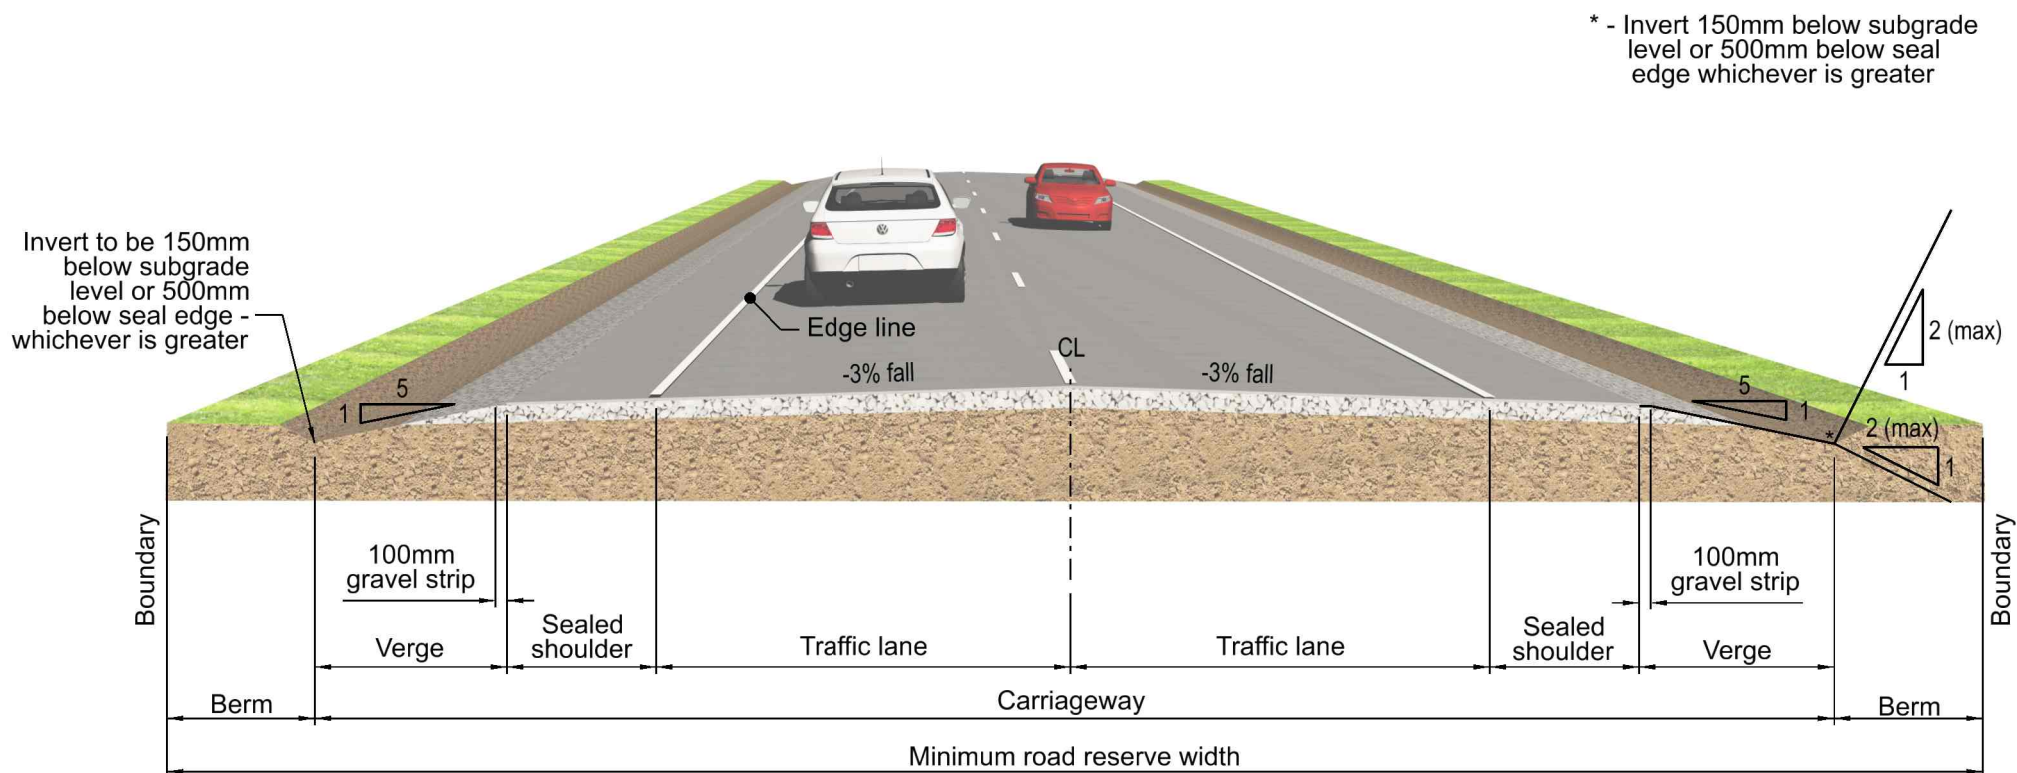 * - Invert 150mm below subgrade
level or 500mm below seal
edge whichever is greater
Invert to be 150mm
below subgrade
level or 500mm
below seal edge -
whichever is greater
Edge line
CL
-3% fall
-3% fall
5
1
5
1
2 (max)
1
*
2 (max)
1
Boundary
100mm
gravel strip
100mm
gravel strip
Boundary
Verge
Sealed
shoulder
Traffic lane
Traffic lane
Sealed
shoulder
Verge
Berm
Carriageway
Berm
Minimum road reserve width